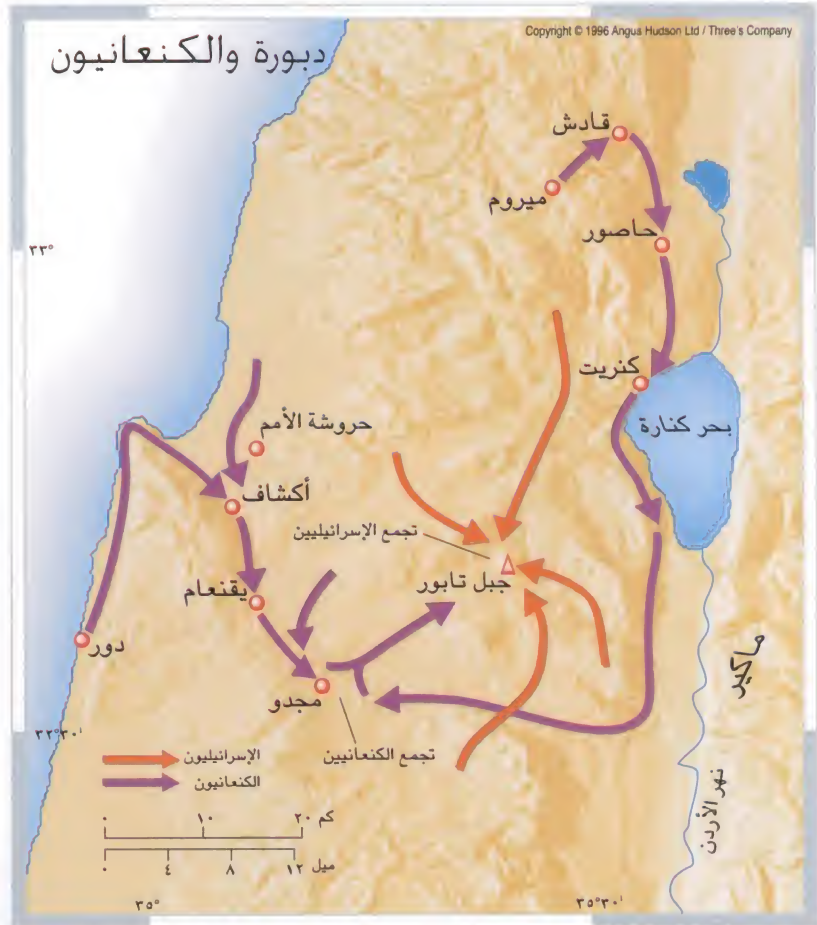 Copyright © 1996 Angus Hudson Ltd / Three's Company
دبورة والكنعانيون
قادش
ميروم
حاصور
٣٣°
كنريت
بحر كنارة
حروشة الأمم
أكشاف
تجمع الإسرائيليين
جبل تابور
يقنعام
دور
ماكير
مجدو
٣٢°٣٠'
تجمع الكنعانيين
الإسرائيليون
الكنعانيون
نهر الأردن
٠ ١٠ ٢٠ كم
٠ ٤ ٨ ١٢ ميل
٣٥°
٣٥°٣٠'